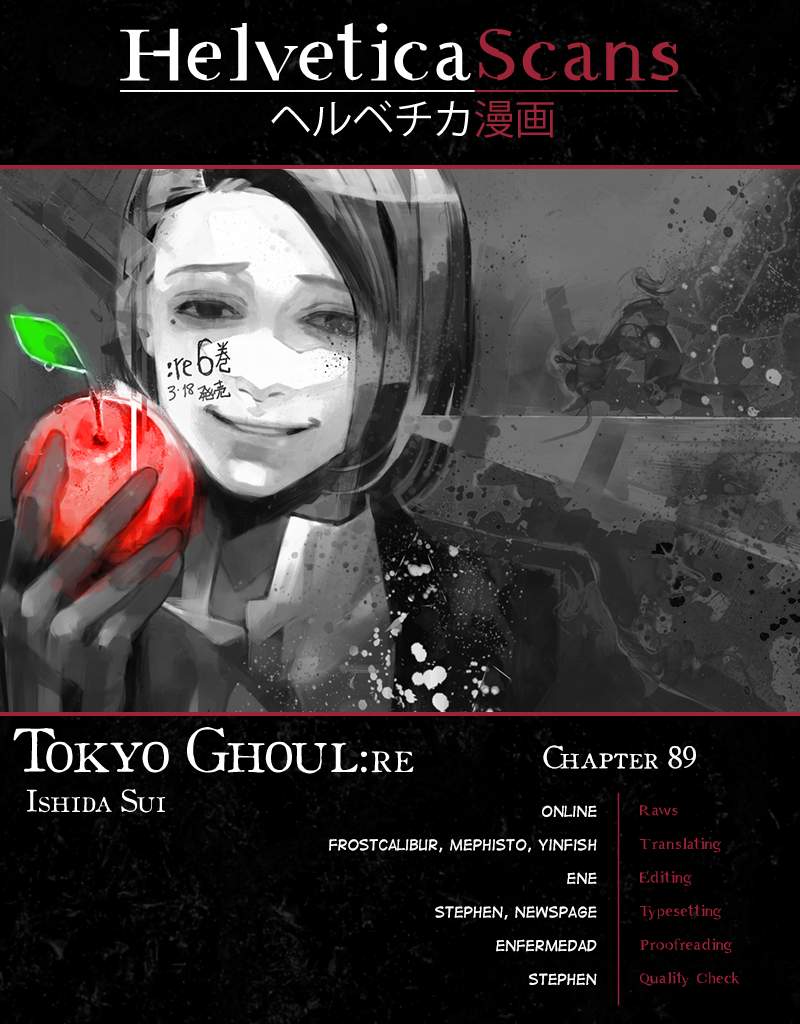 HelveticaScans
ヘルベチカ漫画
:re 6巻
3·18 発売
Tokyo Ghoul:re
Chapter 89
Ishida Sui
ONLINE Raws
FROSTCALIBUR, MEPHISTO, YINFISH Translating
ENE Editing
STEPHEN, NEWSPAGE Typesetting
ENFERMEDAD Proofreading
STEPHEN Quality Check